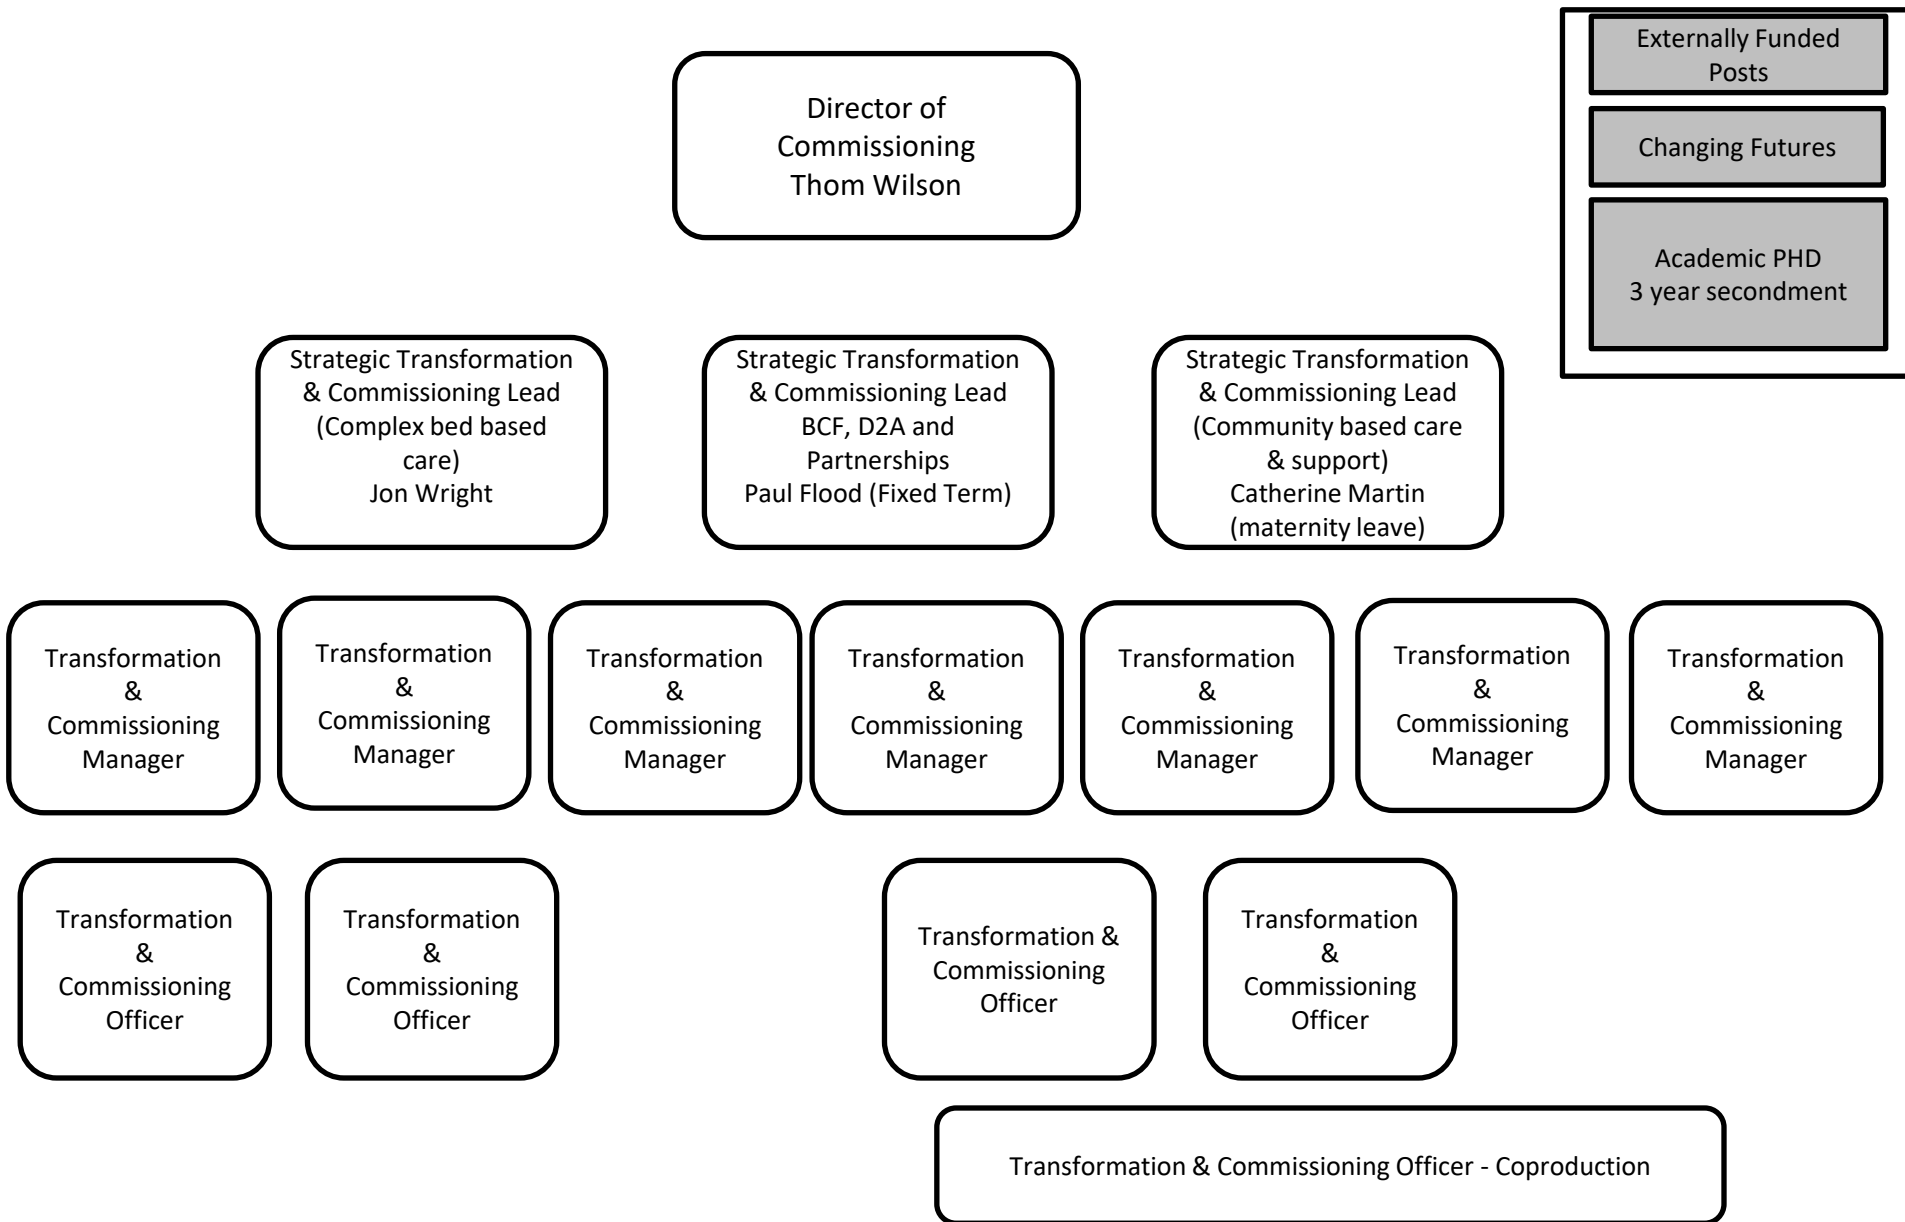 Externally Funded
Posts
Changing Futures
Academic PHD
3 year secondment
Director of
Commissioning
Thom Wilson
Strategic Transformation
& Commissioning Lead
(Complex bed based
care)
Jon Wright
Strategic Transformation
& Commissioning Lead
BCF, D2A and
Partnerships
Paul Flood (Fixed Term)
Strategic Transformation
& Commissioning Lead
(Community based care
& support)
Catherine Martin
(maternity leave)
Transformation
&
Commissioning
Manager
Transformation
&
Commissioning
Manager
Transformation
&
Commissioning
Manager
Transformation
&
Commissioning
Manager
Transformation
&
Commissioning
Manager
Transformation
&
Commissioning
Manager
Transformation
&
Commissioning
Manager
Transformation
&
Commissioning
Officer
Transformation
&
Commissioning
Officer
Transformation &
Commissioning
Officer
Transformation
&
Commissioning
Officer
Transformation & Commissioning Officer - Coproduction